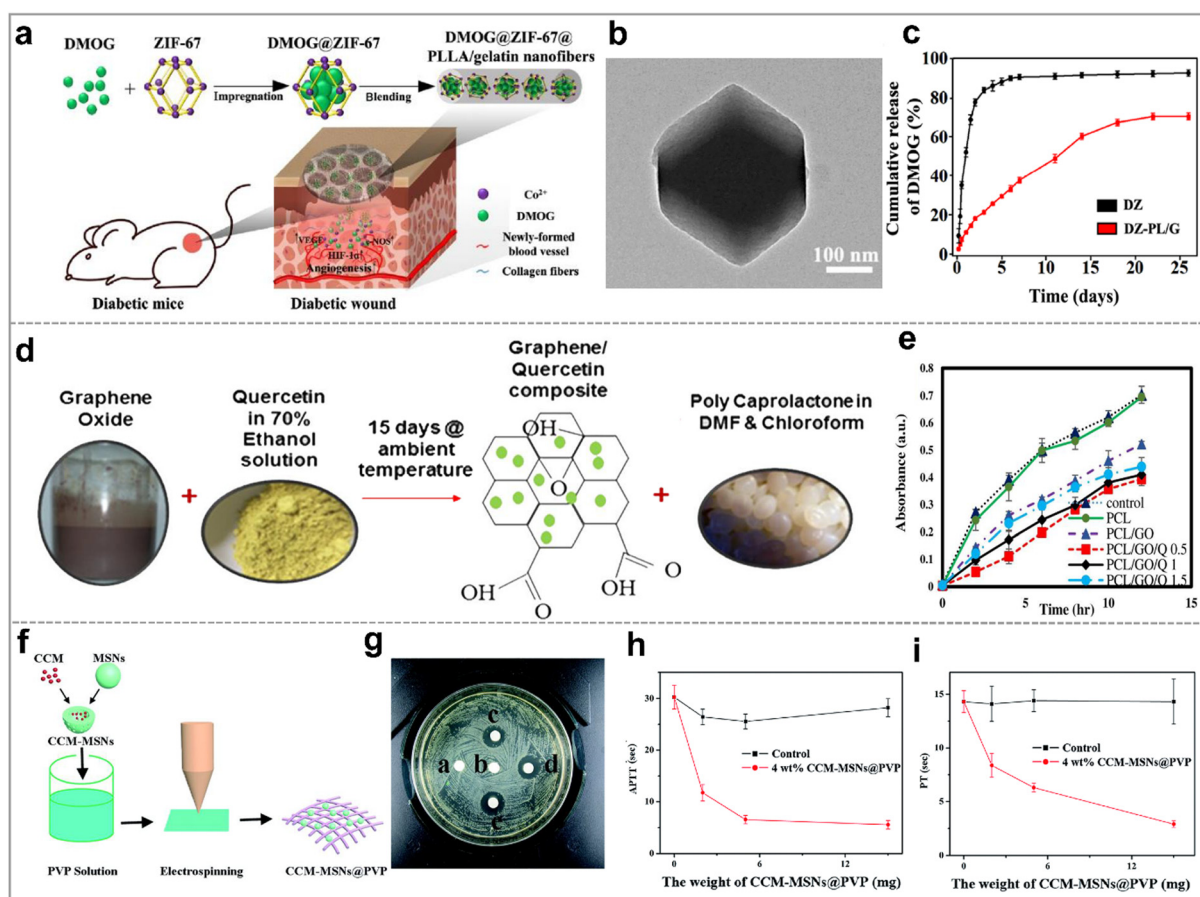 a
DMOG
ZIF-67
DMOG@ZIF-67
DMOG@ZIF-67@
PLLA/gelatin nanofibers
+
Impregnation
Blending
↑VEGF
NOS↑
HIF-1α↑
Angiogenesis↑
Co²⁺
DMOG
Newly-formed
blood vessel
Collagen fibers
Diabetic mice
Diabetic wound
b
100 nm
c
Cumulative release
of DMOG (%)
100
80
60
40
20
0
DZ
DZ-PL/G
0 5 10 15 20 25
Time (days)
d
Graphene
Oxide
+
Quercetin
in 70%
Ethanol
solution
15 days @
ambient
temperature
Graphene/
Quercetin
composite
OH
O
OH
O
OH
O
+
Poly Caprolactone in
DMF & Chloroform
e
Absorbance (a.u.)
0.8
0.7
0.6
0.5
0.4
0.3
0.2
0.1
0
control
PCL
PCL/GO
PCL/GO/Q 0.5
PCL/GO/Q 1
PCL/GO/Q 1.5
0 5 10 15
Time (hr)
f
CCM
MSNs
CCM-MSNs
PVP Solution
Electrospinning
CCM-MSNs@PVP
g
c
a b d
e
h
APTT (sec)
40
30
20
10
0
Control
4 wt% CCM-MSNs@PVP
0 6 12
The weight of CCM-MSNs@PVP (mg)
i
PT (sec)
15
10
5
0
Control
4 wt% CCM-MSNs@PVP
0 6 12
The weight of CCM-MSNs@PVP (mg)